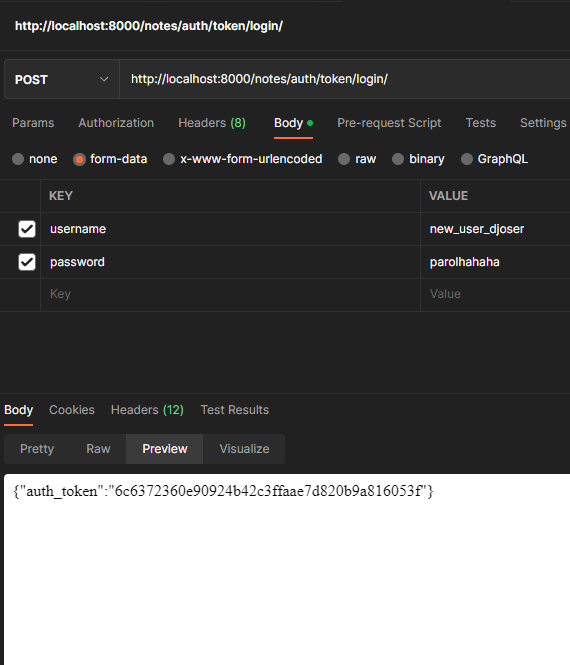 http://localhost:8000/notes/auth/token/login/
POST http://localhost:8000/notes/auth/token/login/
Params Authorization Headers (8) Body Pre-request Script Tests Settings
none form-data x-www-form-urlencoded raw binary GraphQL
KEY VALUE
username new_user_djoser
password parolhahaha
Key Value
Body Cookies Headers (12) Test Results
Pretty Raw Preview Visualize
{"auth_token":"6c6372360e90924b42c3ffaae7d820b9a816053f"}